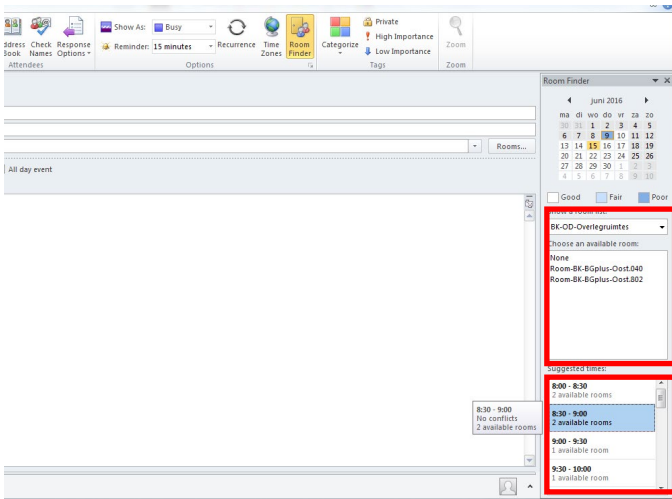 Address Book
Check Names
Response Options
Attendees
Show As: Busy
Reminder: 15 minutes
Recurrence
Time Zones
Room Finder
Options
Categorize
Private
High Importance
Low Importance
Tags
Zoom
Zoom
Rooms...
All day event
Room Finder
juni 2016
ma di wo do vr za zo
30 31 1 2 3 4 5
6 7 8 9 10 11 12
13 14 15 16 17 18 19
20 21 22 23 24 25 26
27 28 29 30 1 2 3
4 5 6 7 8 9 10
Good Fair Poor
Show a room list:
BK-OD-Overlegruimtes
Choose an available room:
None
Room-BK-BGplus-Oost.040
Room-BK-BGplus-Oost.802
Suggested times:
8:00 - 8:30
2 available rooms
8:30 - 9:00
2 available rooms
9:00 - 9:30
1 available room
9:30 - 10:00
1 available room
8:30 - 9:00
No conflicts
2 available rooms